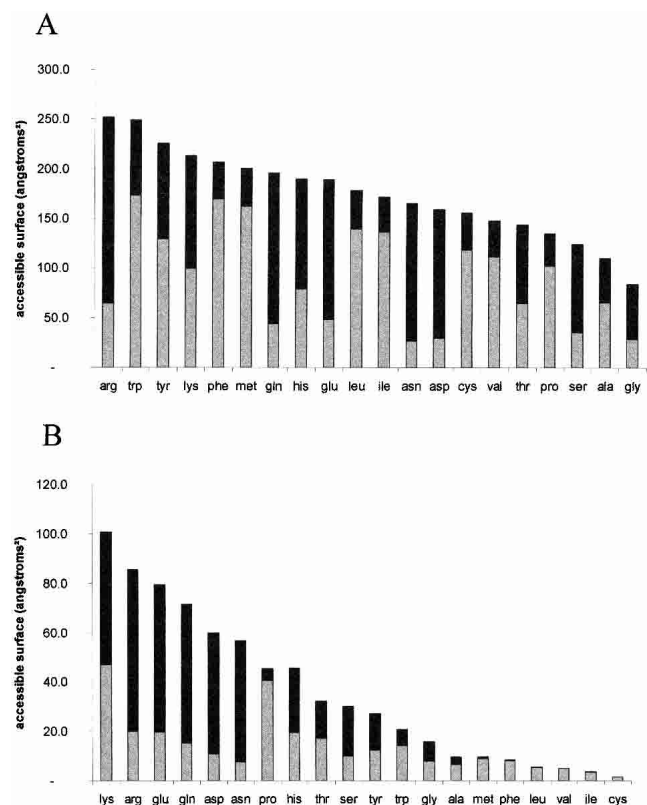 A
accessible surface (angstroms²)
300.0
250.0
200.0
150.0
100.0
50.0
-
arg trp tyr lys phe met gln his glu leu ile asn asp cys val thr pro ser ala gly
B
accessible surface (angstroms²)
120.0
100.0
80.0
60.0
40.0
20.0
-
lys arg glu gln asp asn pro his thr ser tyr trp gly ala met phe leu val ile cys